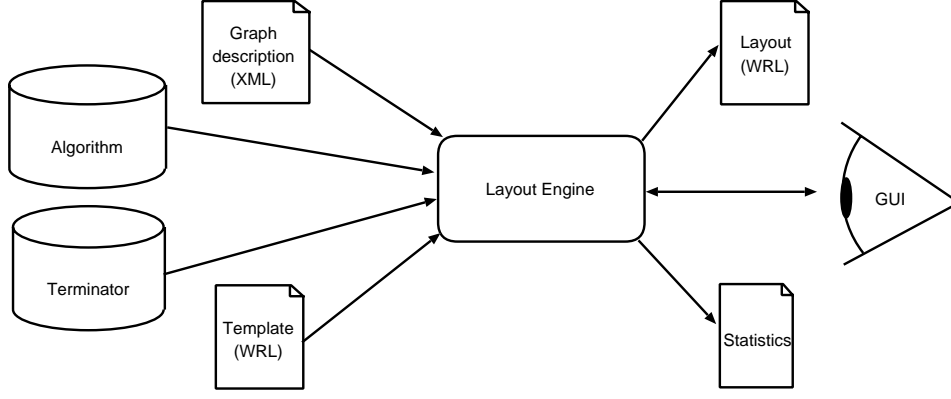 Graph
description
(XML)
Layout
(WRL)
Algorithm
Layout Engine
GUI
Terminator
Template
(WRL)
Statistics